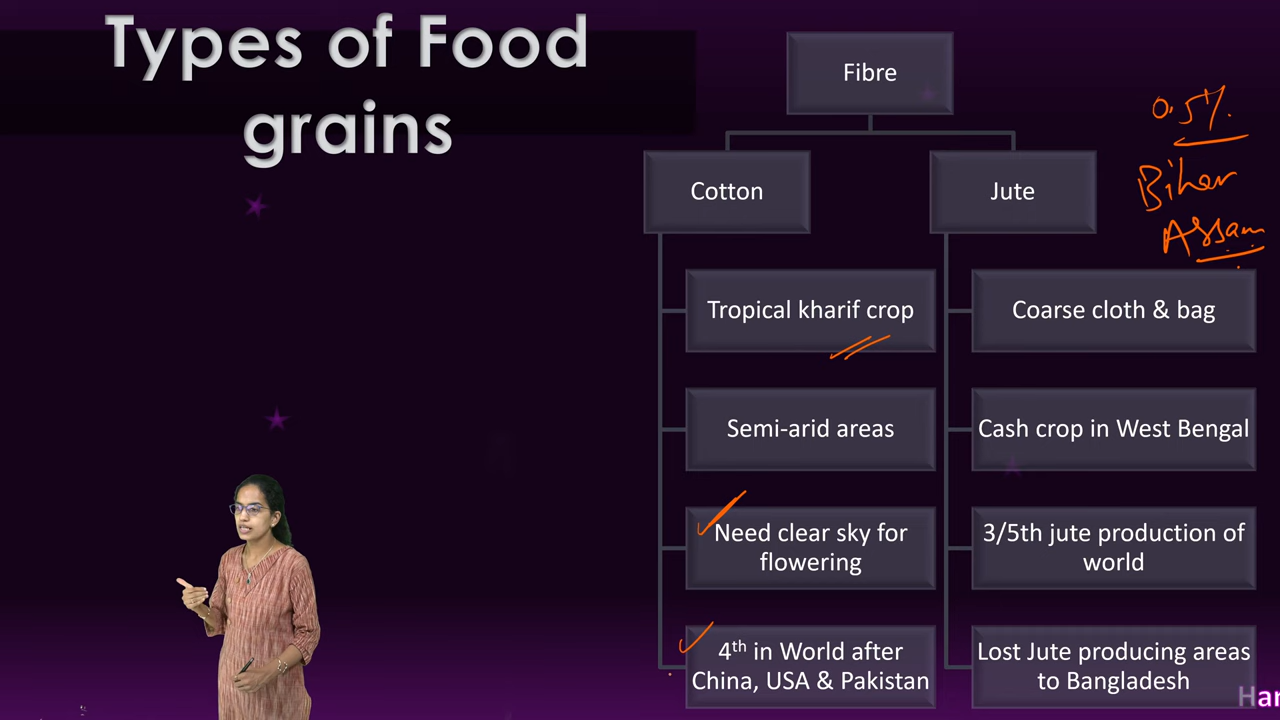 Types of Food
grains
Fibre
Cotton
Jute
Tropical kharif crop
Semi-arid areas
Need clear sky for
flowering
4th in World after
China, USA & Pakistan
Coarse cloth & bag
Cash crop in West Bengal
3/5th jute production of
world
Lost Jute producing areas
to Bangladesh
0.5%
Bihar
Assam
Har